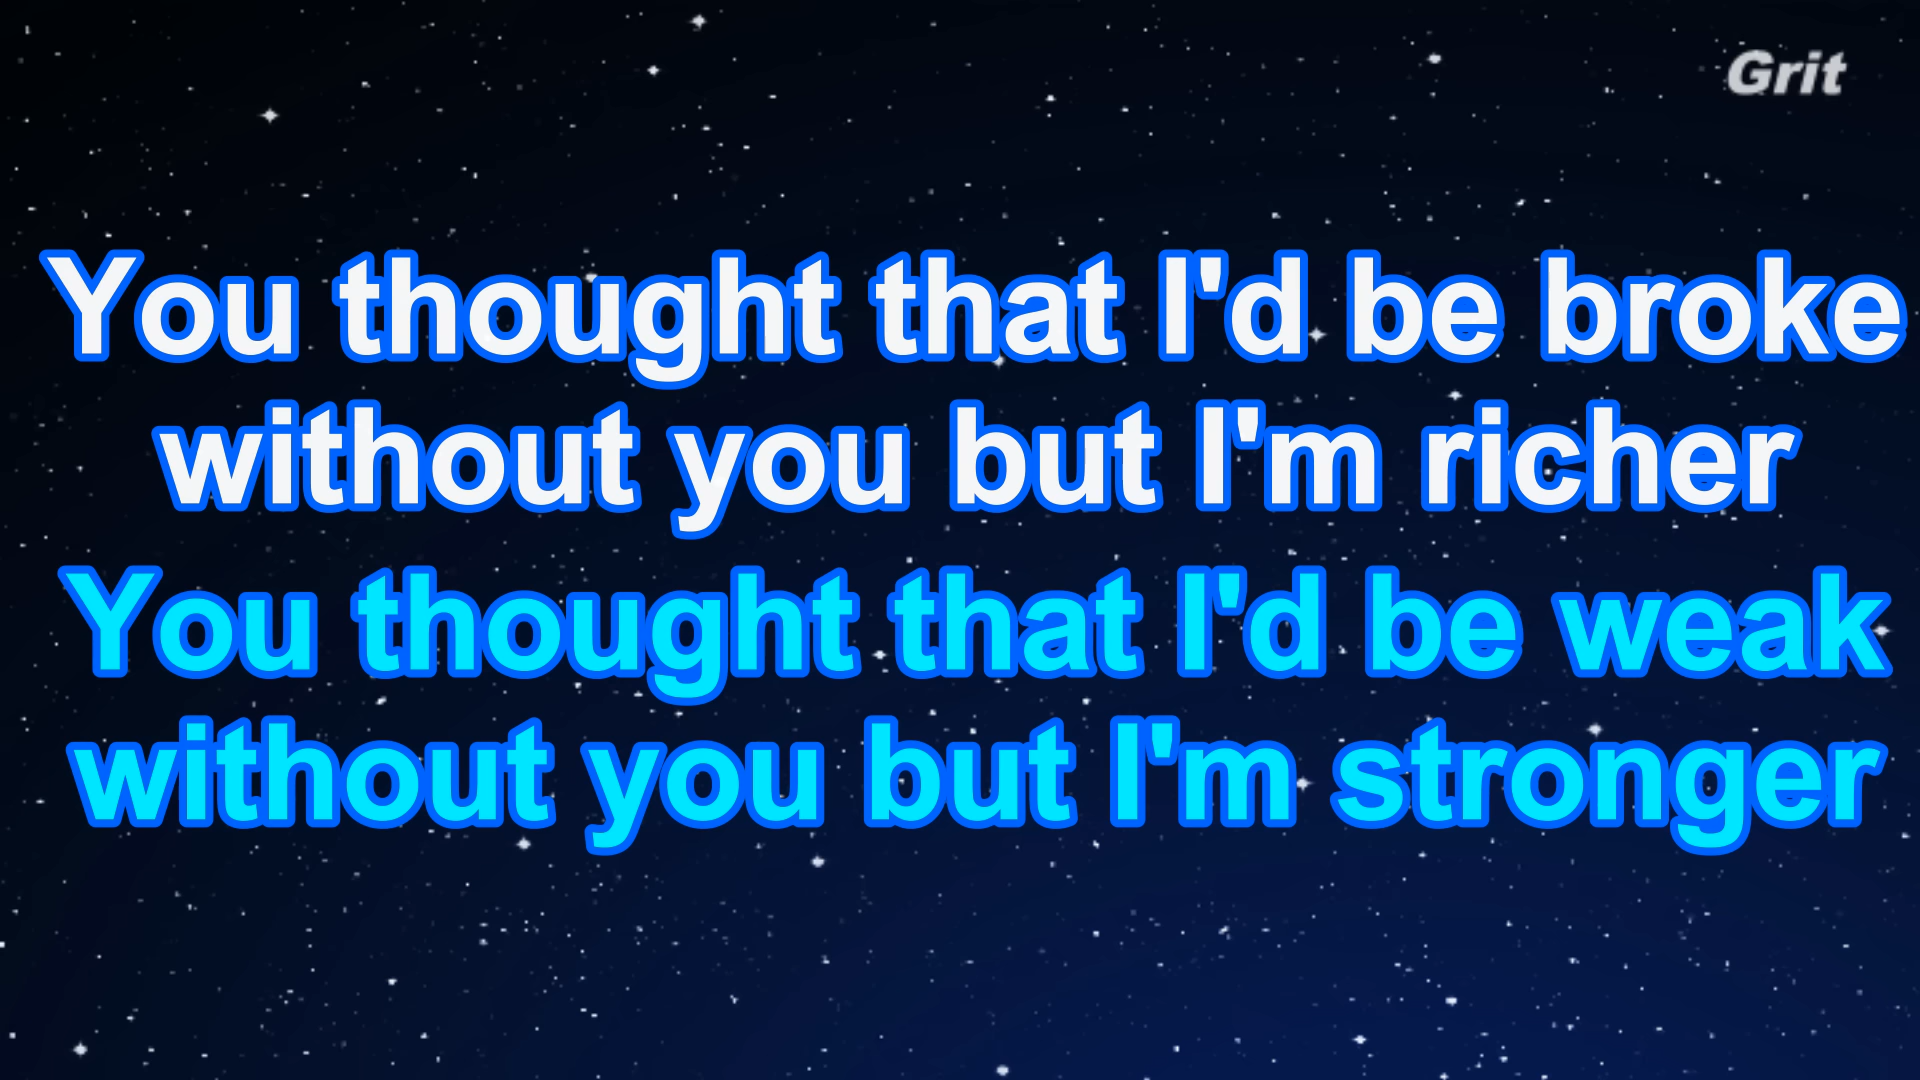 Grit
You thought that I'd be broke
without you but I'm richer
You thought that I'd be weak
without you but I'm stronger